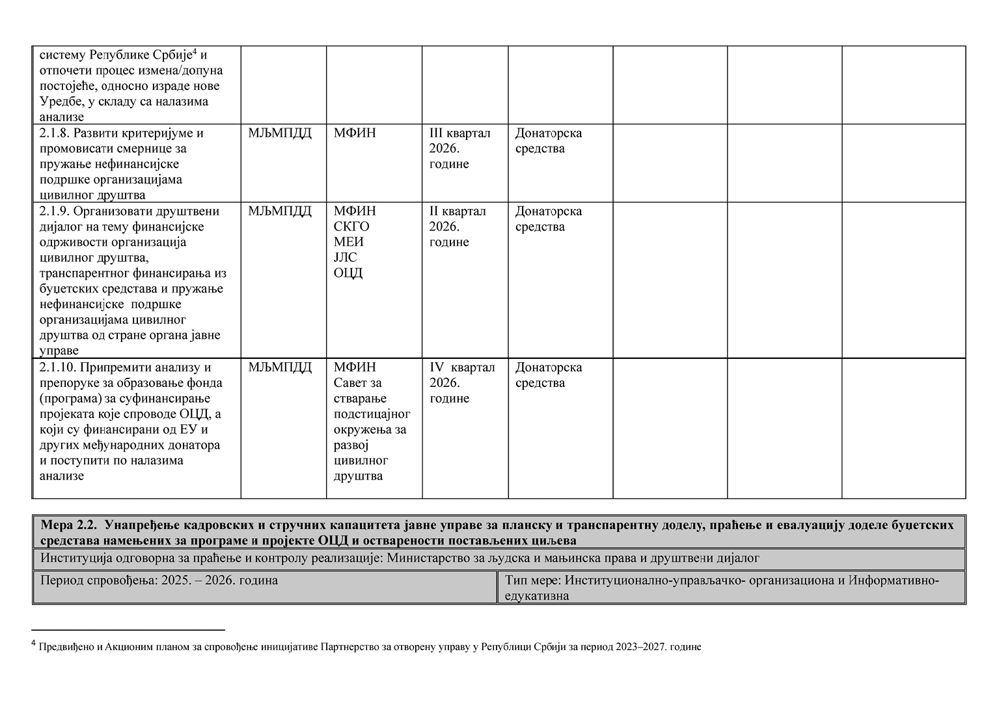 систему Републике Србије⁴ и
отпочети процес измена/допуна
постојеће, односно израде нове
Уредбе, у складу са налазима
анализе
2.1.8. Развити критеријуме и
промовисати смернице за
пружање нефинансијске
подршке организацијама
цивилног друштва
МЉМПДД
МФИН
III квартал
2026.
године
Донаторска
средства
2.1.9. Организовати друштвени
дијалог на тему финансијске
одрживости организација
цивилног друштва,
транспарентног финансирања из
буџетских средстава и пружање
нефинансијске подршке
организацијама цивилног
друштва од стране органа јавне
управе
МЉМПДД
МФИН
СКГО
МЕИ
ЈЛС
ОЦД
II квартал
2026.
године
Донаторска
средства
2.1.10. Припремити анализу и
препоруке за образовање фонда
(програма) за суфинансирање
пројеката које спроводе ОЦД, а
који су финансирани од ЕУ и
других међународних донатора
и поступити по налазима
анализе
МЉМПДД
МФИН
Савет за
стварање
подстицајног
окружења за
развој
цивилног
друштва
IV квартал
2026.
године
Донаторска
средства
Мера 2.2. Унапређење кадровских и стручних капацитета јавне управе за планску и транспарентну доделу, праћење и евалуацију доделе буџетских
средстава намењених за програме и пројекте ОЦД и остварености постављених циљева
Институција одговорна за праћење и контролу реализације: Министарство за људска и мањинска права и друштвени дијалог
Период спровођења: 2025. – 2026. година
Тип мере: Институционално-управљачко- организациона и Информативно-
едукативна
⁴ Предвиђено и Акционим планом за спровођење иницијативе Партнерство за отворену управу у Републици Србији за период 2023–2027. године